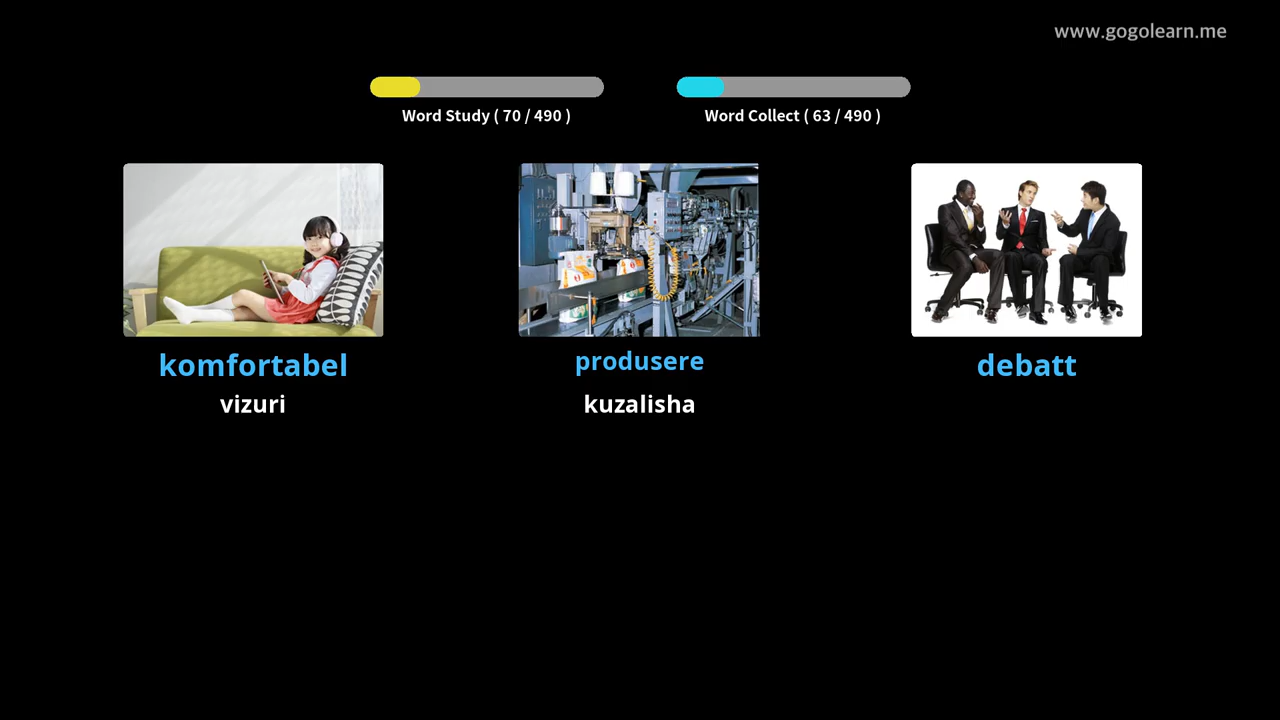 www.gogolearn.me
Word Study ( 70 / 490 )
Word Collect ( 63 / 490 )
komfortabel
produsere
debatt
vizuri
kuzalisha